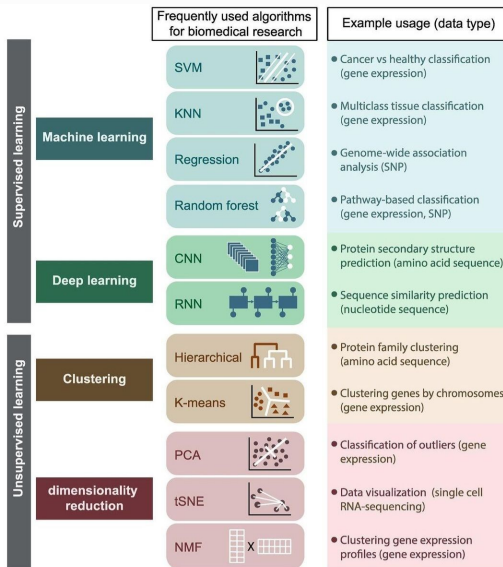 Frequently used algorithms
for biomedical research
Example usage (data type)
Supervised learning
Machine learning
SVM
• Cancer vs healthy classification
(gene expression)
KNN
• Multiclass tissue classification
(gene expression)
Regression
• Genome-wide association
analysis (SNP)
Random forest
• Pathway-based classification
(gene expression, SNP)
Deep learning
CNN
• Protein secondary structure
prediction (amino acid sequence)
RNN
• Sequence similarity prediction
(nucleotide sequence)
Unsupervised learning
Clustering
Hierarchical
• Protein family clustering
(amino acid sequence)
K-means
• Clustering genes by chromosomes
(gene expression)
dimensionality
reduction
PCA
• Classification of outliers (gene
expression)
tSNE
• Data visualization (single cell
RNA-sequencing)
NMF
X
• Clustering gene expression
profiles (gene expression)